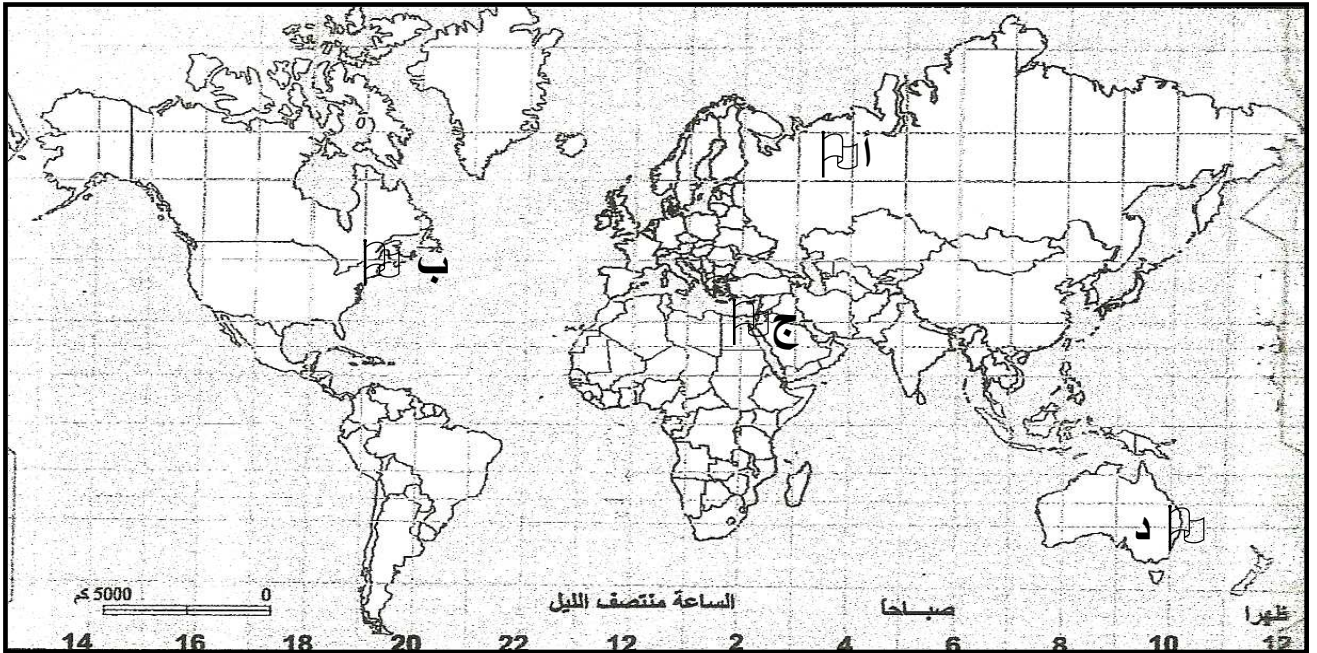 أ
ب
ج
د
5000 كم 0
الساعة منتصف الليل
صباحا
ظهرا
14 16 18 20 22 12 2 4 6 8 10 12